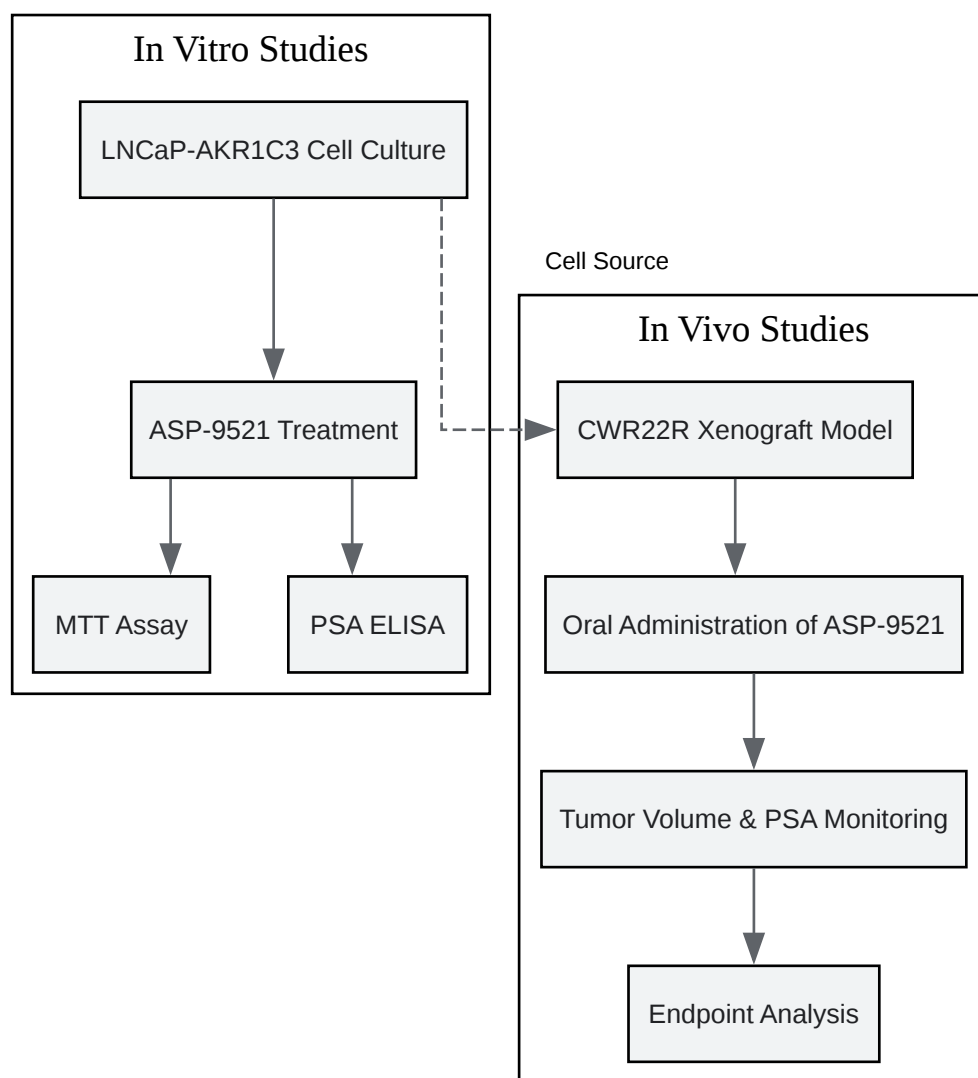 In Vitro Studies
LNCaP-AKR1C3 Cell Culture
ASP-9521 Treatment
MTT Assay
PSA ELISA
Cell Source
In Vivo Studies
CWR22R Xenograft Model
Oral Administration of ASP-9521
Tumor Volume & PSA Monitoring
Endpoint Analysis